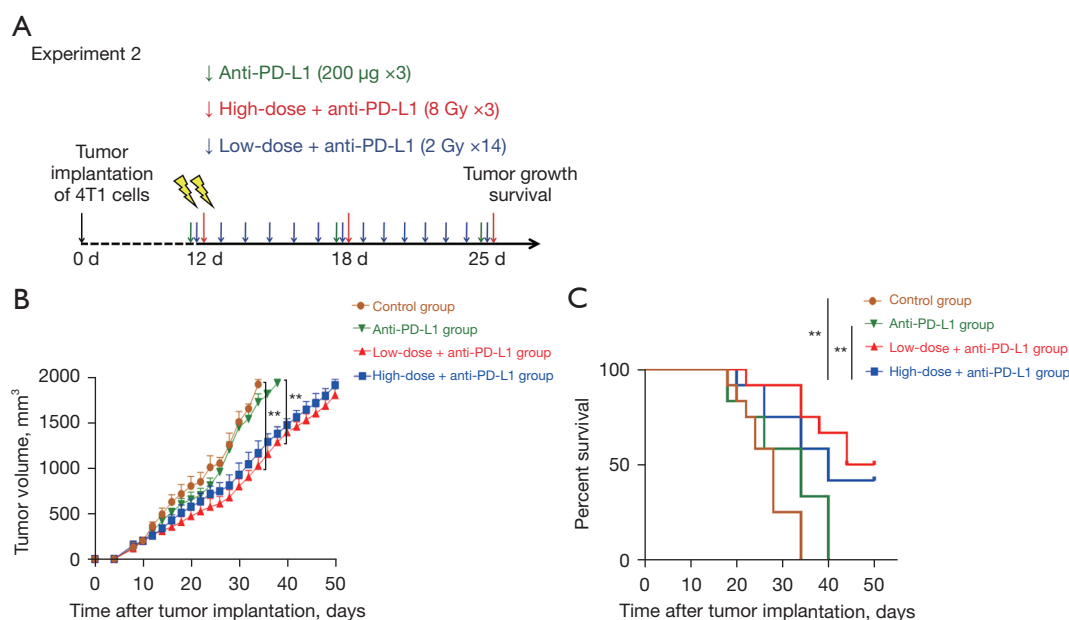 A
Experiment 2
↓ Anti-PD-L1 (200 µg ×3)
↓ High-dose + anti-PD-L1 (8 Gy ×3)
↓ Low-dose + anti-PD-L1 (2 Gy ×14)
Tumor
implantation
of 4T1 cells
Tumor growth
survival
0 d
12 d
18 d
25 d
B
Control group
Anti-PD-L1 group
Low-dose + anti-PD-L1 group
High-dose + anti-PD-L1 group
Tumor volume, mm³
2000
1500
1000
500
0
**
**
0 10 20 30 40 50
Time after tumor implantation, days
C
Control group
Anti-PD-L1 group
Low-dose + anti-PD-L1 group
High-dose + anti-PD-L1 group
**
**
Percent survival
100
50
0
0 10 20 30 40 50
Time after tumor implantation, days